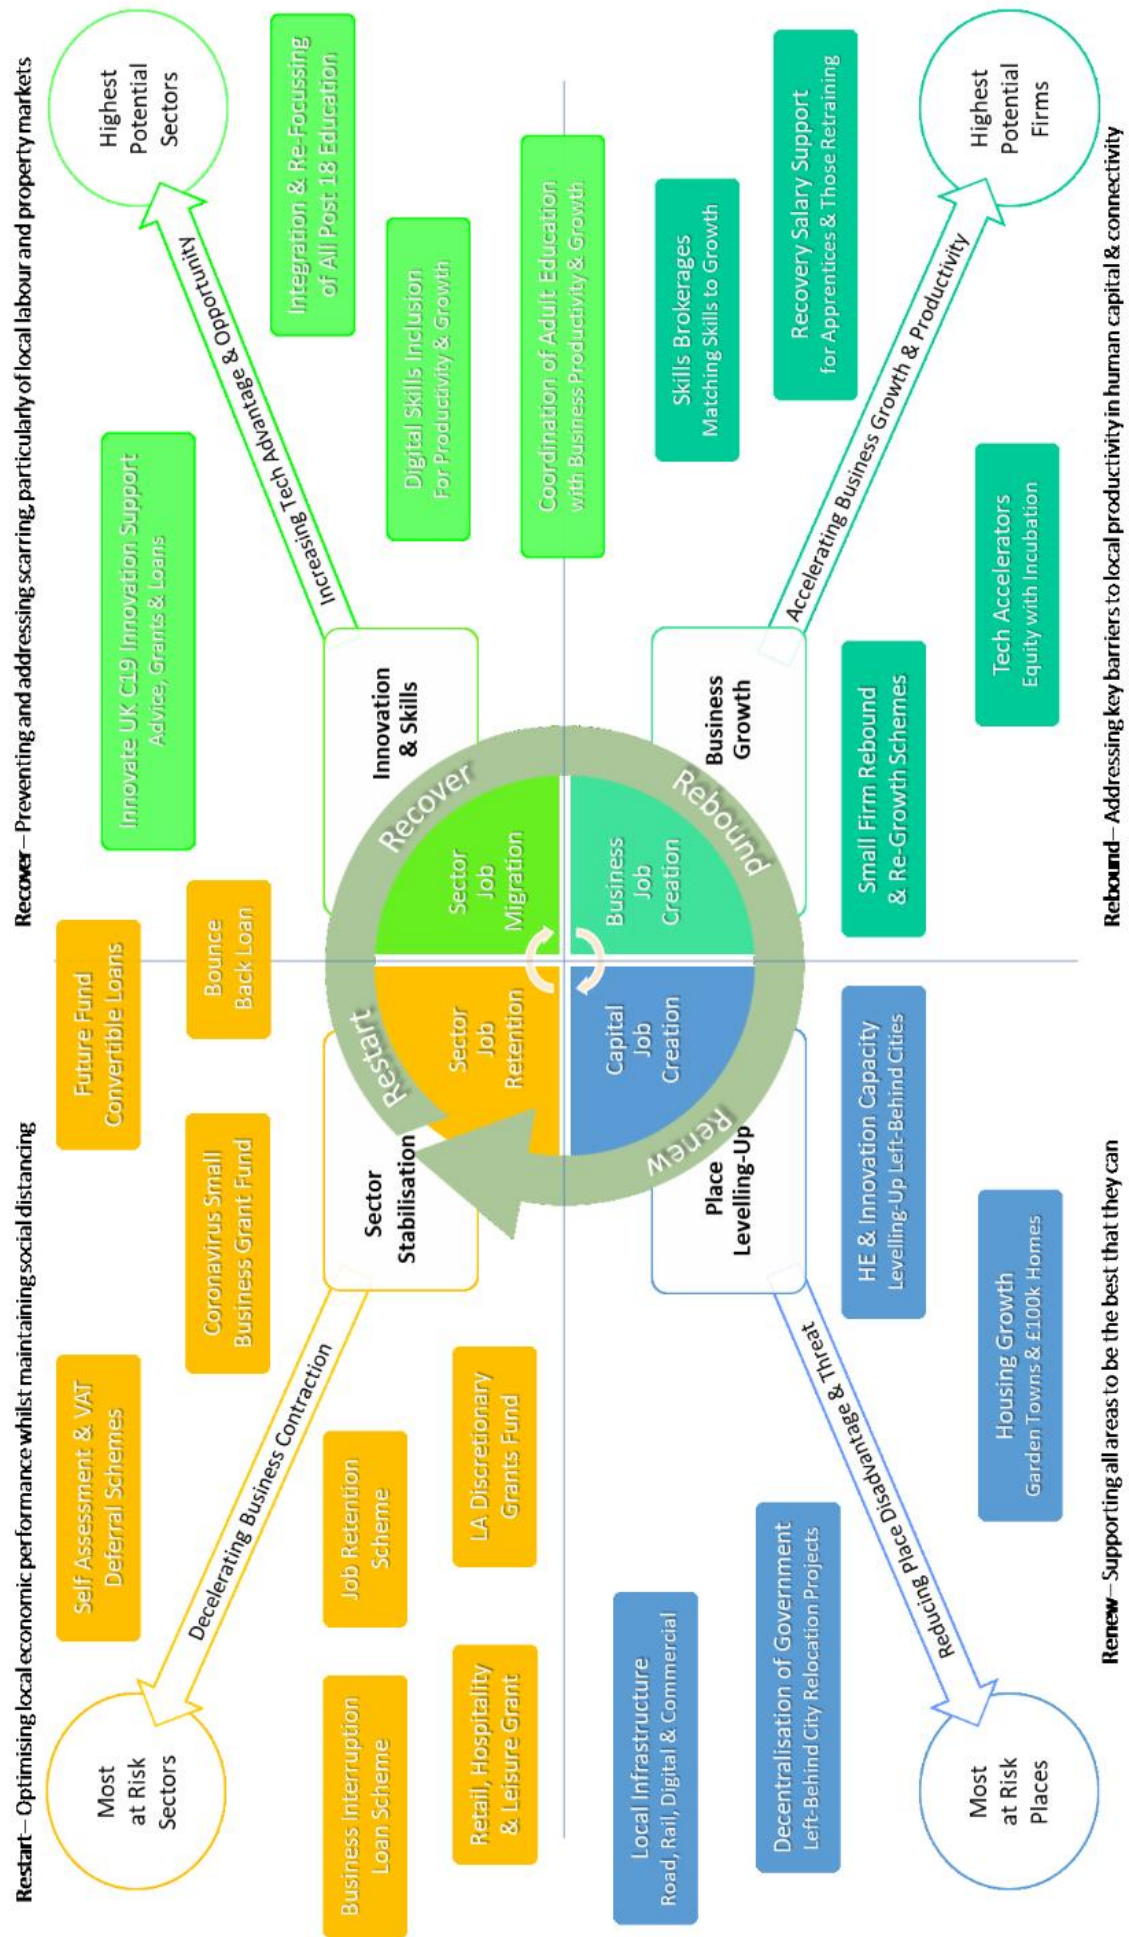 Restart – Optimising local economic performance whilst maintaining social distancing
Recover – Preventing and addressing scarring, particularly of local labour and property markets
Most
at Risk
Sectors
Decelerating Business Contraction
Self Assessment & VAT
Deferral Schemes
Future Fund
Convertible Loans
Coronavirus Small
Business Grant Fund
Bounce
Back Loan
Business Interruption
Loan Scheme
Job Retention
Scheme
Retail, Hospitality
& Leisure Grant
LA Discretionary
Grants Fund
Sector
Stabilisation
Innovate UK C19 Innovation Support
Advice, Grants & Loans
Increasing Tech Advantage & Opportunity
Highest
Potential
Sectors
Integration & Re-Focussing
of All Post 18 Education
Digital Skills Inclusion
For Productivity & Growth
Coordination of Adult Education
with Business Productivity & Growth
Innovation
& Skills
Restart
Recover
Rebound
Renew
Sector
Job
Retention
Sector
Job
Migration
Capital
Job
Creation
Business
Job
Creation
Local Infrastructure
Road, Rail, Digital & Commercial
Decentralisation of Government
Left-Behind City Relocation Projects
Place
Levelling-Up
HE & Innovation Capacity
Levelling-Up Left-Behind Cities
Reducing Place Disadvantage & Threat
Housing Growth
Garden Towns & £100k Homes
Most
at Risk
Places
Business
Growth
Skills Brokerages
Matching Skills to Growth
Recovery Salary Support
for Apprentices & Those Retraining
Small Firm Rebound
& Re-Growth Schemes
Accelerating Business Growth & Productivity
Tech Accelerators
Equity with Incubation
Highest
Potential
Firms
Renew – Supporting all areas to be the best that they can
Rebound – Addressing key barriers to local productivity in human capital & connectivity